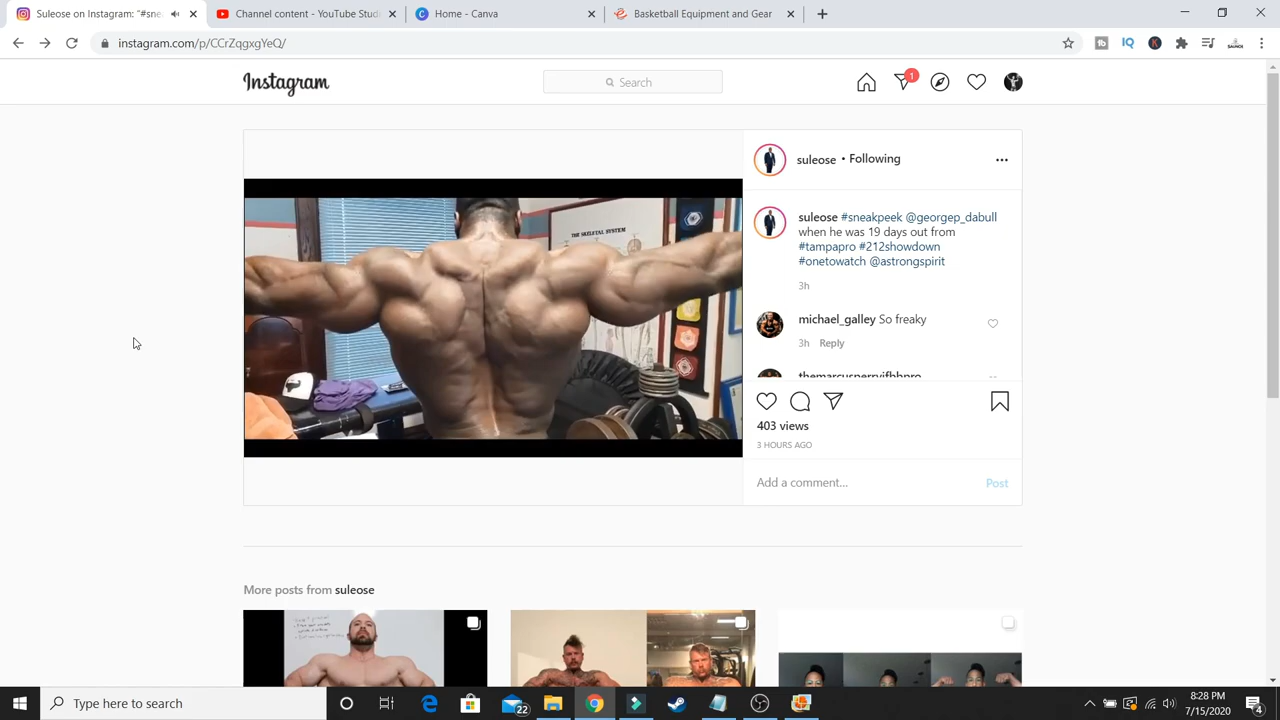 Instagram on Instagram: "#sne
Channel content - YouTube Stud
Home - Canva
Basketball Equipment and Gear
instagram.com/p/CCrZqgxgYeQ/
Instagram
Search
1
suleose • Following
suleose #sneakpeek @georgep_dabull
when he was 19 days out from
#tampapro #212showdown
#onetowatch @astrongspirit
3h
michael_galley So freaky
3h Reply
THE SKELETAL SYSTEM
403 views
3 HOURS AGO
Add a comment...
Post
More posts from suleose
Type here to search
22
8:28 PM
7/15/2020
4